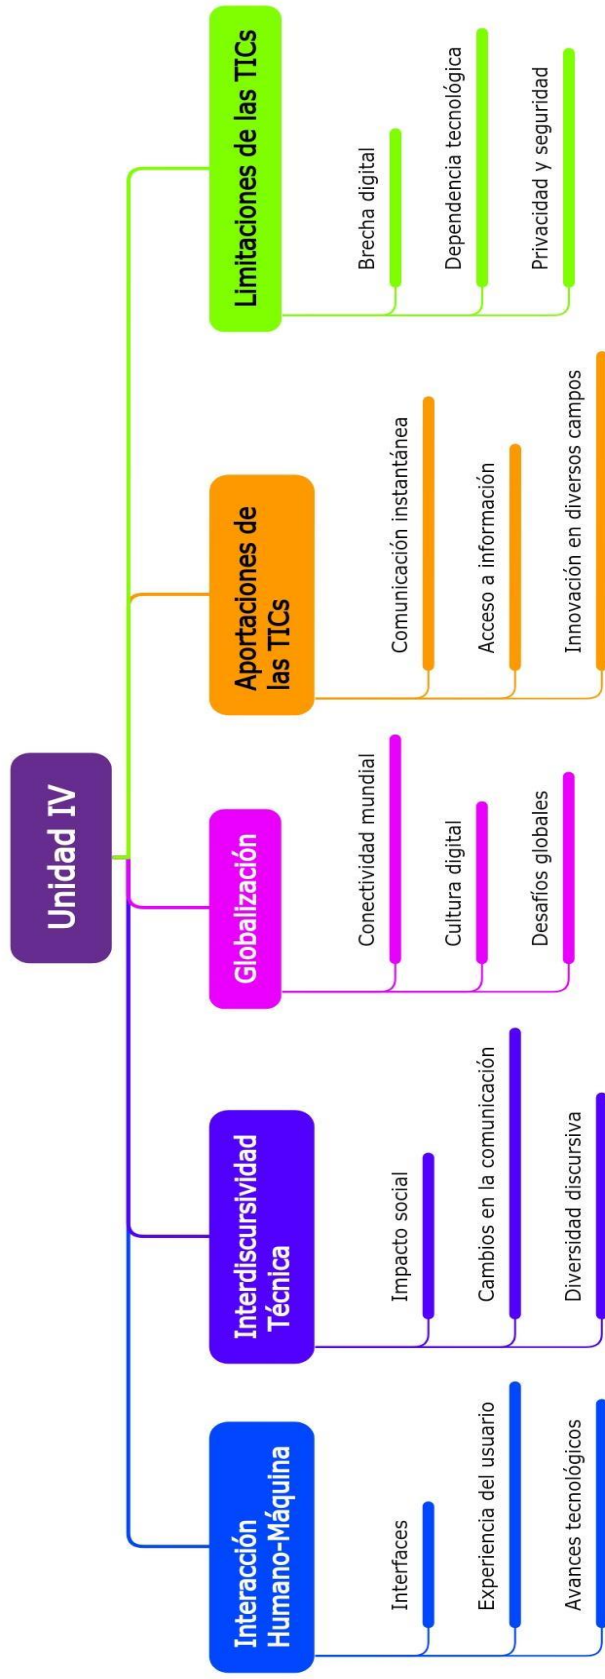 Unidad IV
Interacción
Humano-Máquina
Interfaces
Experiencia del usuario
Avances tecnológicos
Interdiscursividad
Técnica
Impacto social
Cambios en la comunicación
Diversidad discursiva
Globalización
Conectividad mundial
Cultura digital
Desafíos globales
Aportaciones de
las TICs
Comunicación instantánea
Acceso a información
Innovación en diversos campos
Limitaciones de las TICs
Brecha digital
Dependencia tecnológica
Privacidad y seguridad